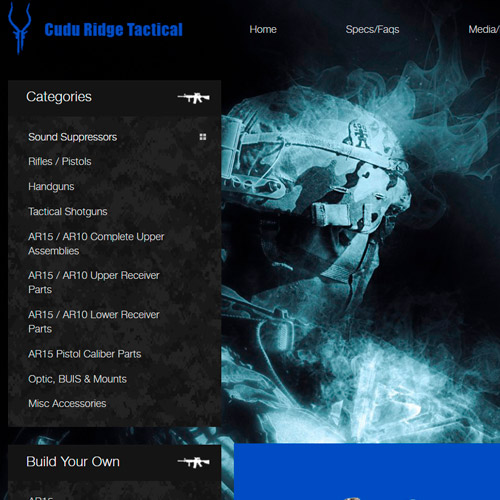 Cudu Ridge Tactical
Home
Specs/Faqs
Media/
Categories
Sound Suppressors
Rifles / Pistols
Handguns
Tactical Shotguns
AR15 / AR10 Complete Upper
Assemblies
AR15 / AR10 Upper Receiver
Parts
AR15 / AR10 Lower Receiver
Parts
AR15 Pistol Caliber Parts
Optic, BUIS & Mounts
Misc Accessories
Build Your Own
AR15